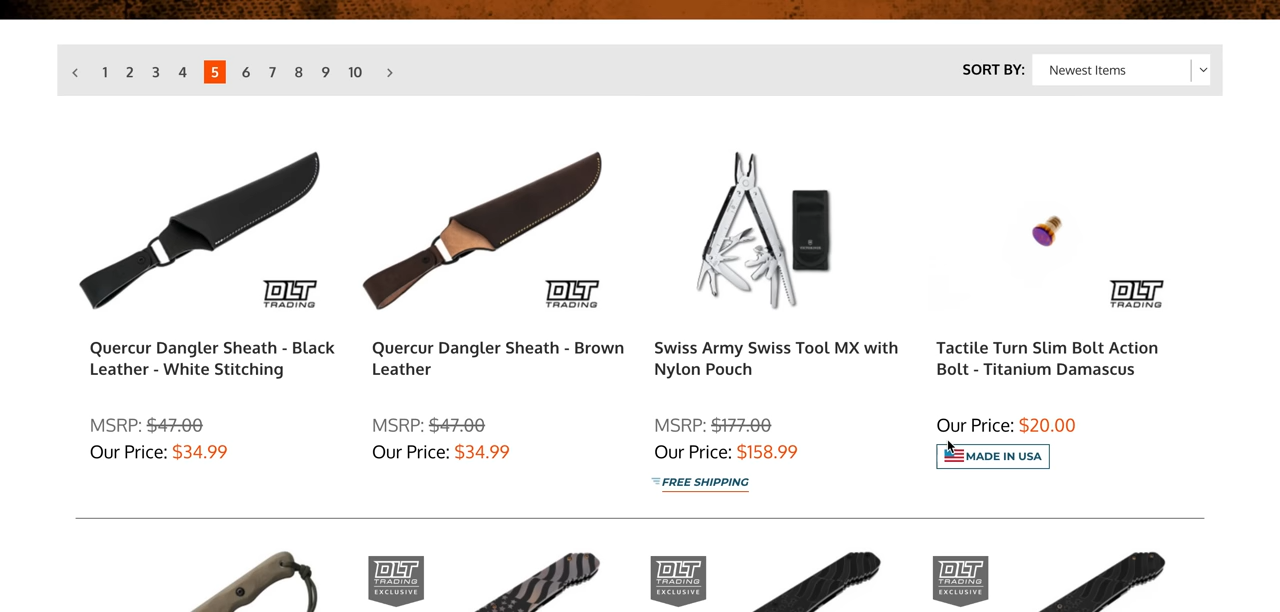 1 2 3 4 5 6 7 8 9 10
SORT BY: Newest Items
DLT
TRADING
DLT
TRADING
DLT
TRADING
Quercur Dangler Sheath - Black
Leather - White Stitching
MSRP: $47.00
Our Price: $34.99
Quercur Dangler Sheath - Brown
Leather
MSRP: $47.00
Our Price: $34.99
Swiss Army Swiss Tool MX with
Nylon Pouch
MSRP: $177.00
Our Price: $158.99
FREE SHIPPING
Tactile Turn Slim Bolt Action
Bolt - Titanium Damascus
Our Price: $20.00
MADE IN USA
DLT
TRADING
EXCLUSIVE
DLT
TRADING
EXCLUSIVE
DLT
TRADING
EXCLUSIVE